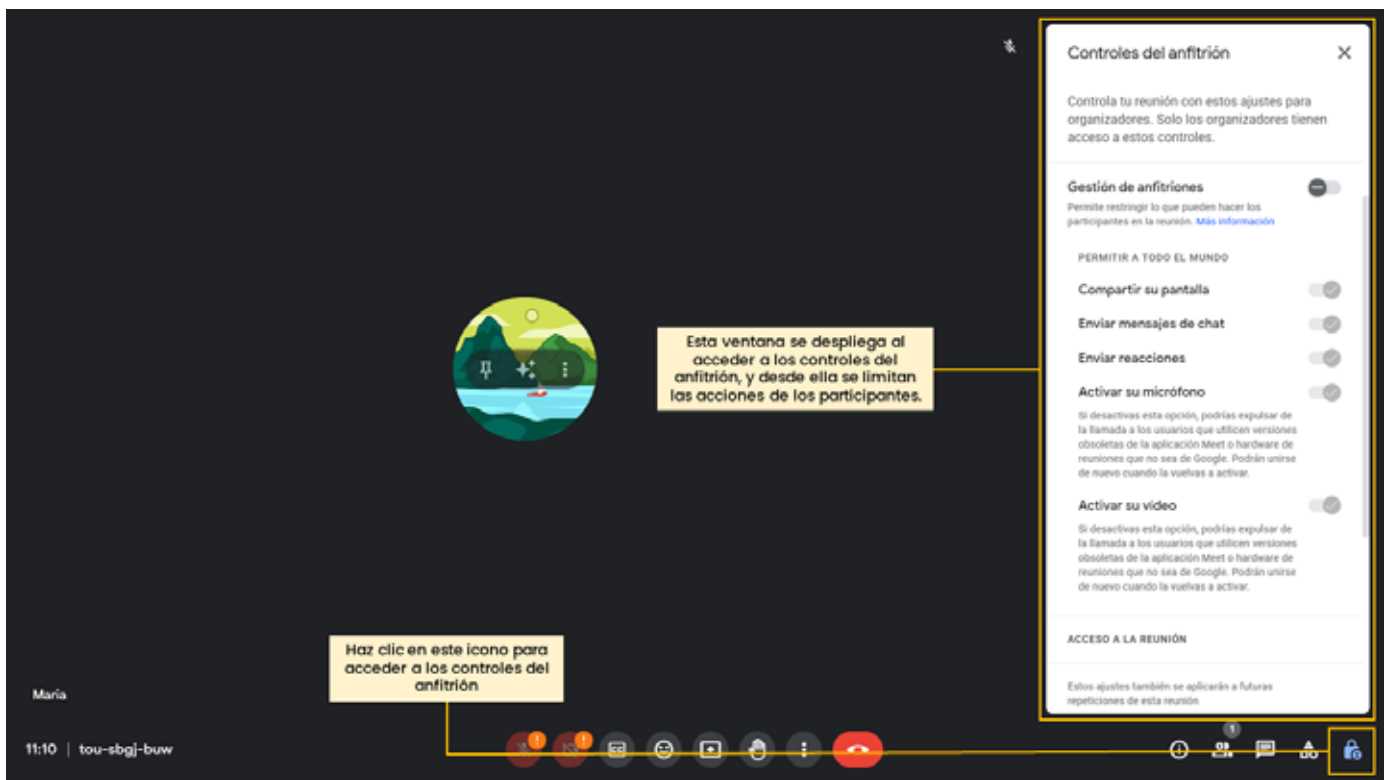 Controles del anfitrión
Controla tu reunión con estos ajustes para
organizadores. Solo los organizadores tienen
acceso a estos controles.
Gestión de anfitriones
Permite restringir lo que pueden hacer los
participantes en la reunión. Más información
PERMITIR A TODO EL MUNDO
Compartir su pantalla
Enviar mensajes de chat
Enviar reacciones
Activar su micrófono
Si desactivas esta opción, podrías expulsar de
la llamada a los usuarios que utilicen versiones
obsoletas de la aplicación Meet o hardware de
reuniones que no sea de Google. Podrán unirse
de nuevo cuando la vuelvas a activar.
Activar su vídeo
Si desactivas esta opción, podrías expulsar de
la llamada a los usuarios que utilicen versiones
obsoletas de la aplicación Meet o hardware de
reuniones que no sea de Google. Podrán unirse
de nuevo cuando la vuelvas a activar.
ACCESO A LA REUNIÓN
Estos ajustes también se aplicarán a futuras
repeticiones de esta reunión
Esta ventana se despliega al
acceder a los controles del
anfitrión, y desde ella se limitan
las acciones de los participantes.
Haz clic en este icono para
acceder a los controles del
anfitrión
María
11:10 | tou-sbgj-buw
!
!
CC
1